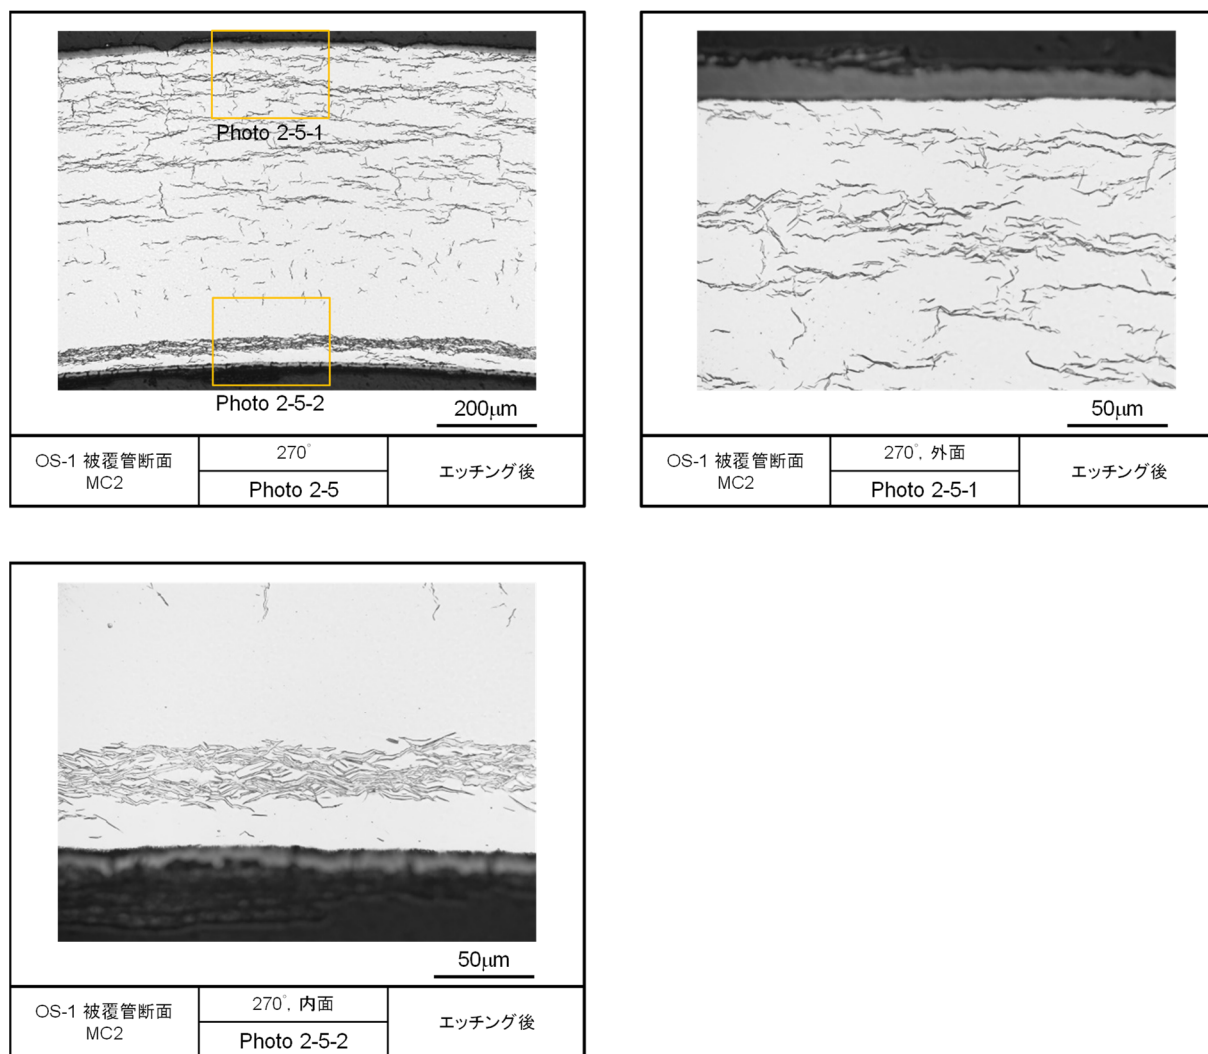 Photo 2-5-1
Photo 2-5-2
200μm
OS-1 被覆管断面
MC2
270°
Photo 2-5
エッチング後
50μm
OS-1 被覆管断面
MC2
270°, 外面
Photo 2-5-1
エッチング後
50μm
OS-1 被覆管断面
MC2
270°, 内面
Photo 2-5-2
エッチング後